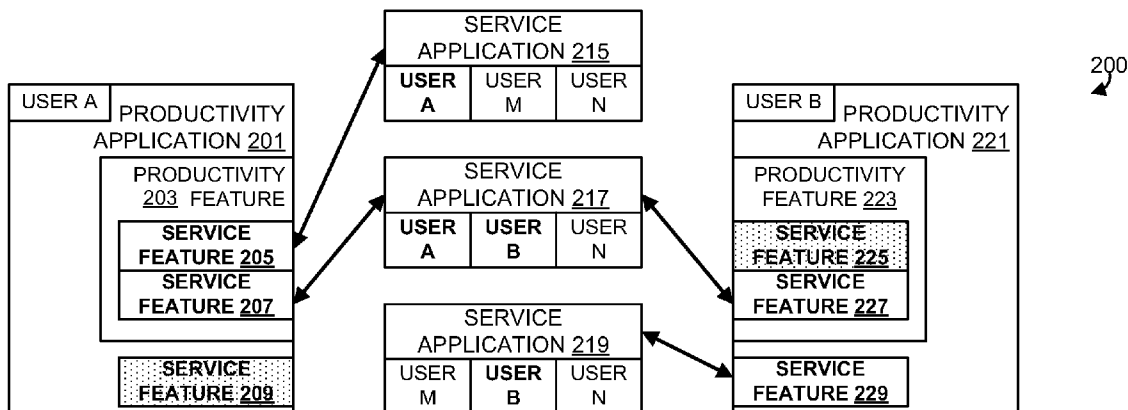 SERVICE
APPLICATION 215
USER A
USER M
USER N
200
USER A
PRODUCTIVITY
APPLICATION 201
PRODUCTIVITY
203 FEATURE
SERVICE
FEATURE 205
SERVICE
FEATURE 207
SERVICE
FEATURE 209
SERVICE
APPLICATION 217
USER A
USER B
USER N
SERVICE
APPLICATION 219
USER M
USER B
USER N
USER B
PRODUCTIVITY
APPLICATION 221
PRODUCTIVITY
FEATURE 223
SERVICE
FEATURE 225
SERVICE
FEATURE 227
SERVICE
FEATURE 229